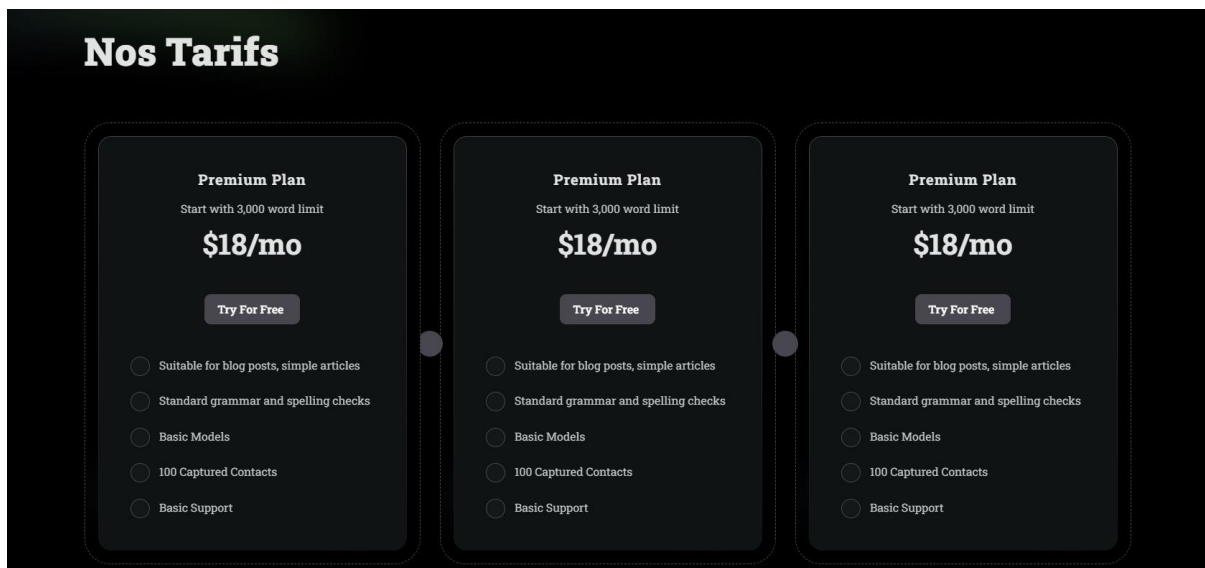 Nos Tarifs
Premium Plan
Start with 3,000 word limit
$18/mo
Try For Free
Suitable for blog posts, simple articles
Standard grammar and spelling checks
Basic Models
100 Captured Contacts
Basic Support
Premium Plan
Start with 3,000 word limit
$18/mo
Try For Free
Suitable for blog posts, simple articles
Standard grammar and spelling checks
Basic Models
100 Captured Contacts
Basic Support
Premium Plan
Start with 3,000 word limit
$18/mo
Try For Free
Suitable for blog posts, simple articles
Standard grammar and spelling checks
Basic Models
100 Captured Contacts
Basic Support